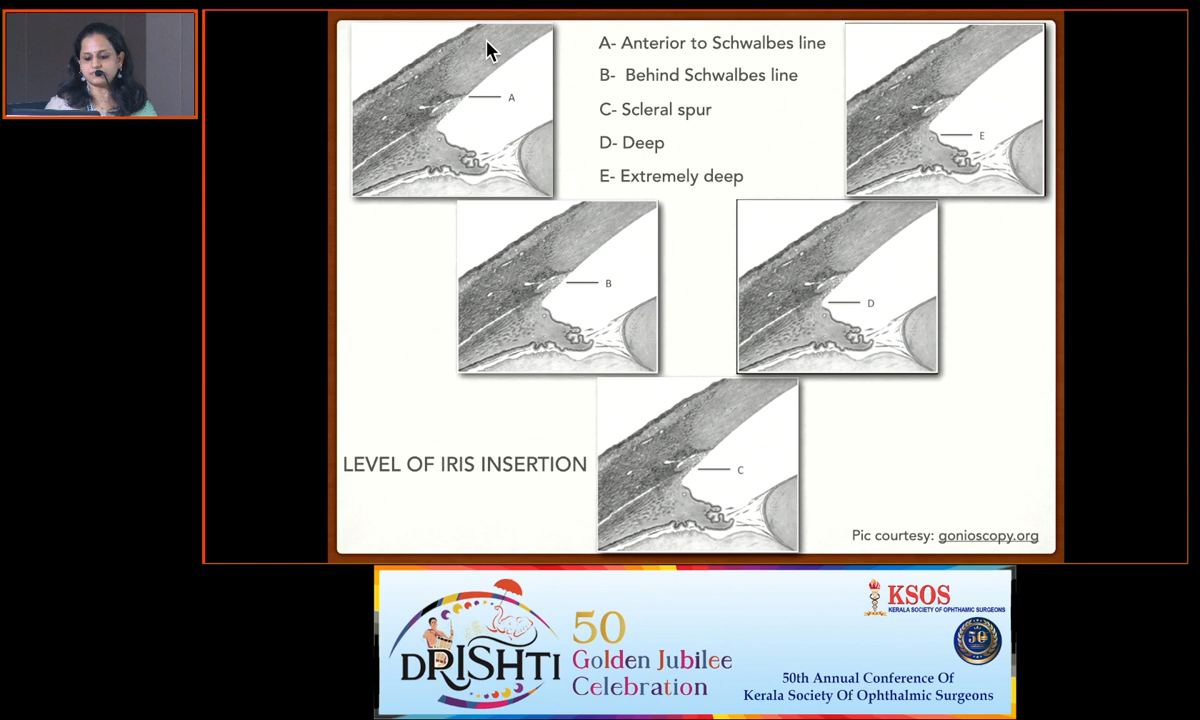 A
A- Anterior to Schwalbes line
B-  Behind Schwalbes line
C- Scleral spur
D- Deep
E- Extremely deep
E
B
D
C
LEVEL OF IRIS INSERTION
Pic courtesy: gonioscopy.org
DRISHTI
50
Golden Jubilee
Celebration
KSOS
KERALA SOCIETY OF OPHTHAMIC SURGEONS
50
50th Annual Conference Of
Kerala Society Of Ophthalmic Surgeons